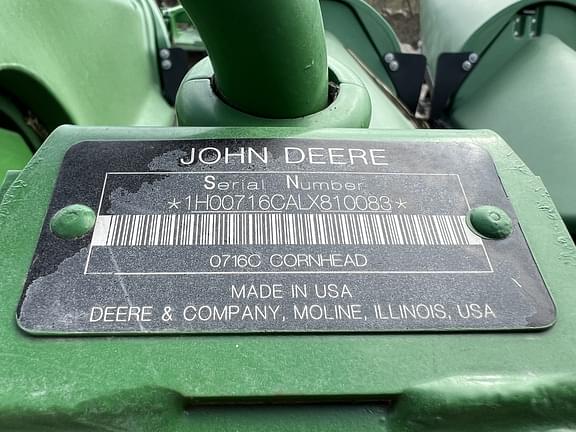 JOHN DEERE
Serial Number
*1H00716CALX810083*
0716C CORNHEAD
MADE IN USA
DEERE & COMPANY, MOLINE, ILLINOIS, USA